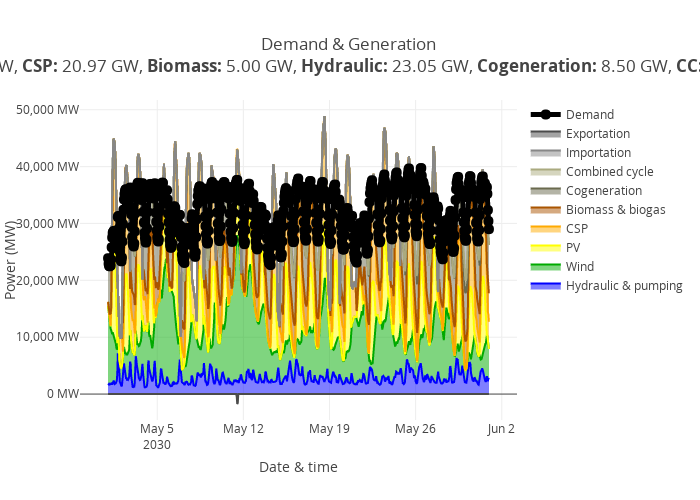 Demand & Generation
W, CSP: 20.97 GW, Biomass: 5.00 GW, Hydraulic: 23.05 GW, Cogeneration: 8.50 GW, CC:
50,000 MW
40,000 MW
30,000 MW
20,000 MW
10,000 MW
0 MW
Power (MW)
May 5
2030
May 12
May 19
May 26
Jun 2
Date & time
Demand
Exportation
Importation
Combined cycle
Cogeneration
Biomass & biogas
CSP
PV
Wind
Hydraulic & pumping